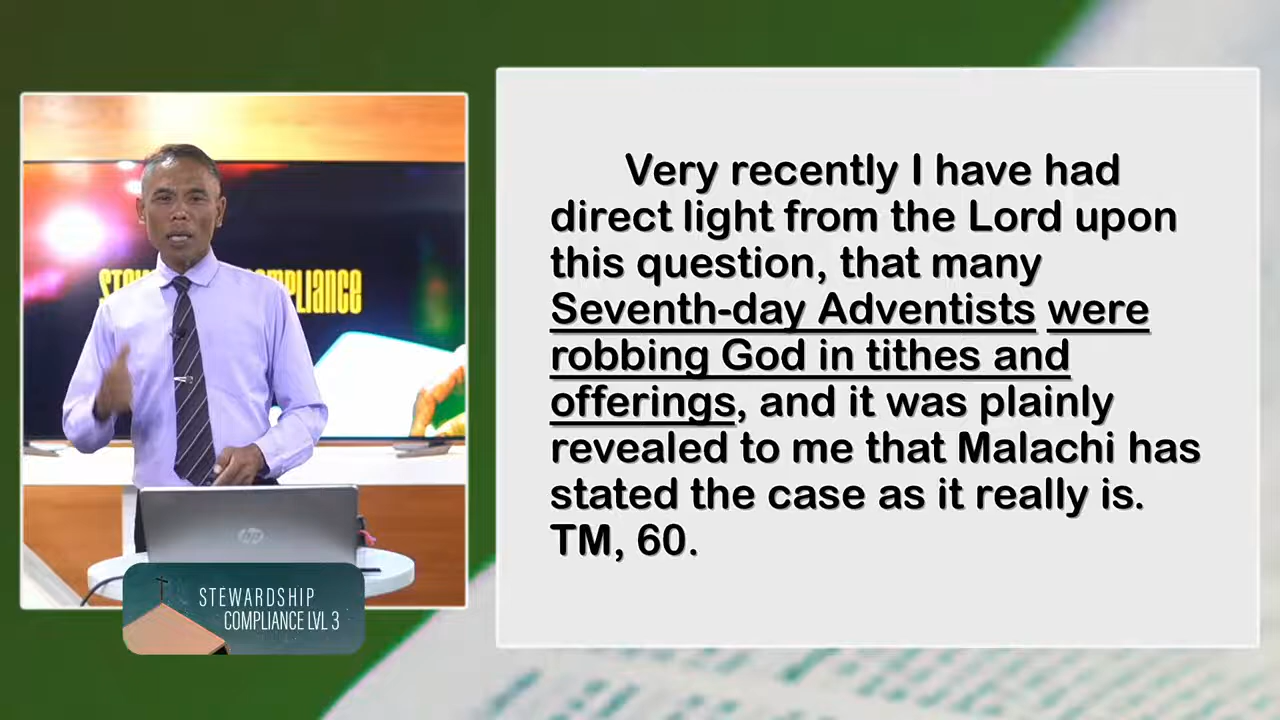 Very recently I have had
direct light from the Lord upon
this question, that many
Seventh-day Adventists were
robbing God in tithes and
offerings, and it was plainly
revealed to me that Malachi has
stated the case as it really is.
TM, 60.
hp
STEWARDSHIP
COMPLIANCE LVL 3